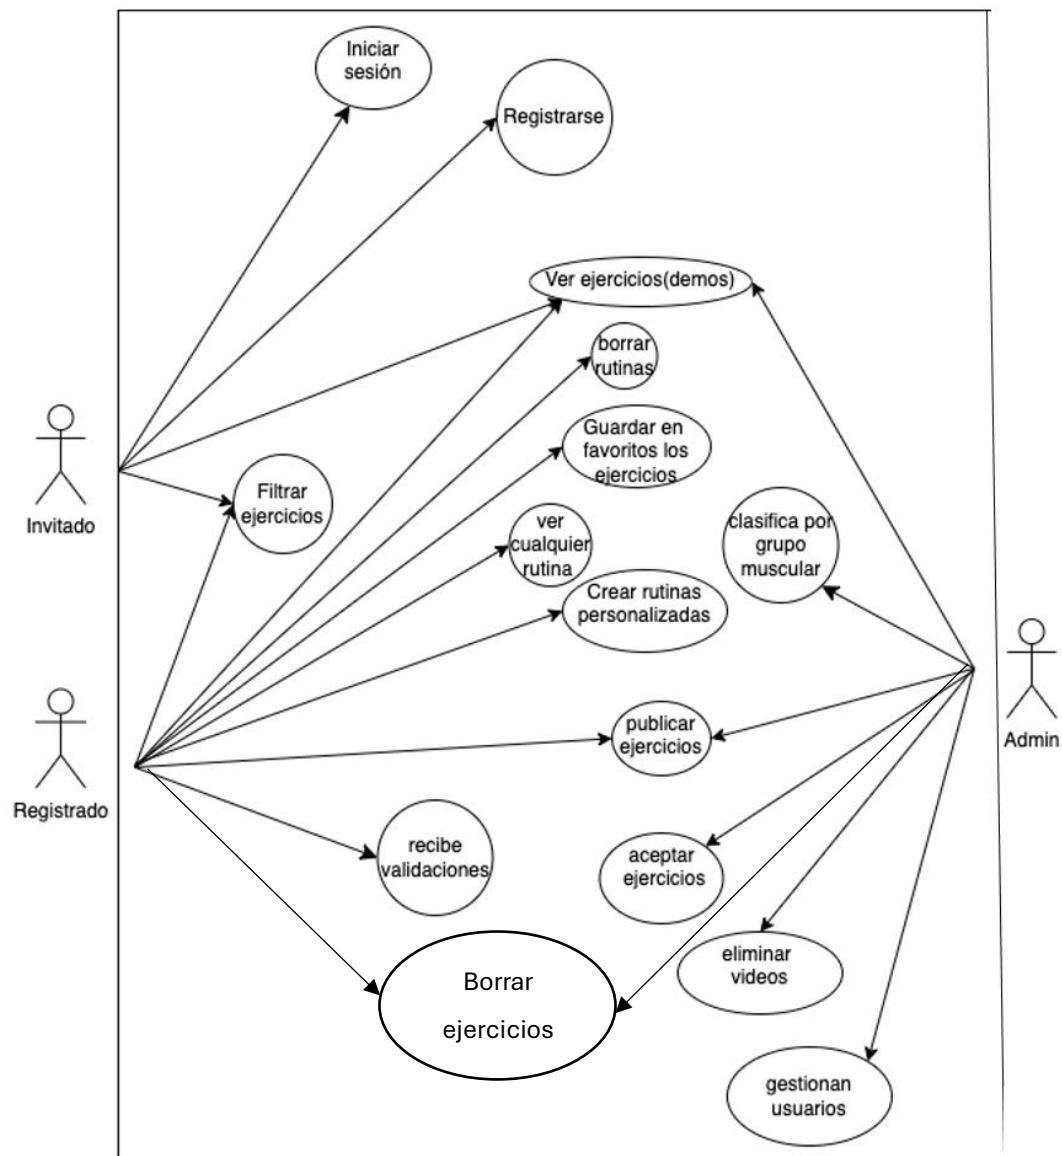 Iniciar
sesión
Registrarse
Ver ejercicios(demos)
borrar
rutinas
Guardar en
favoritos los
ejercicios
Invitado
Filtrar
ejercicios
ver
cualquier
rutina
clasifica por
grupo
muscular
Crear rutinas
personalizadas
Registrado
publicar
ejercicios
Admin
recibe
validaciones
aceptar
ejercicios
Borrar
ejercicios
eliminar
videos
gestionan
usuarios